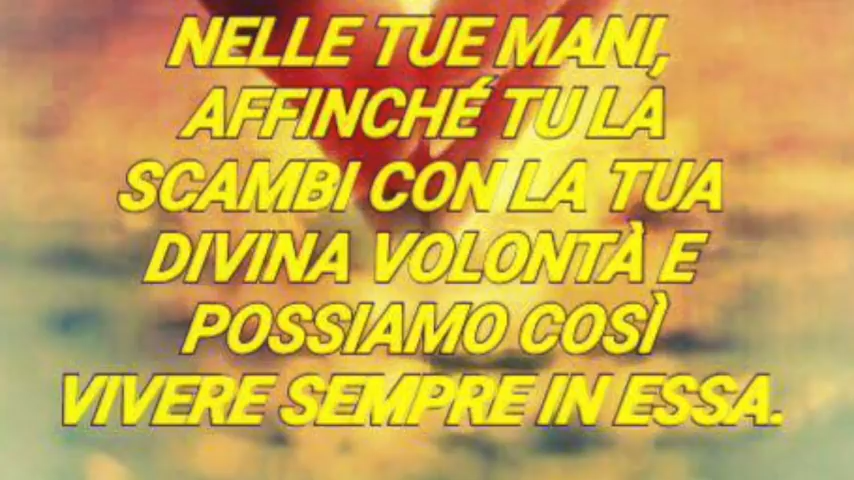 NELLE TUE MANI,
AFFINCHÉ TU LA
SCAMBI CON LA TUA
DIVINA VOLONTÀ E
POSSIAMO COSÌ
VIVERE SEMPRE IN ESSA.